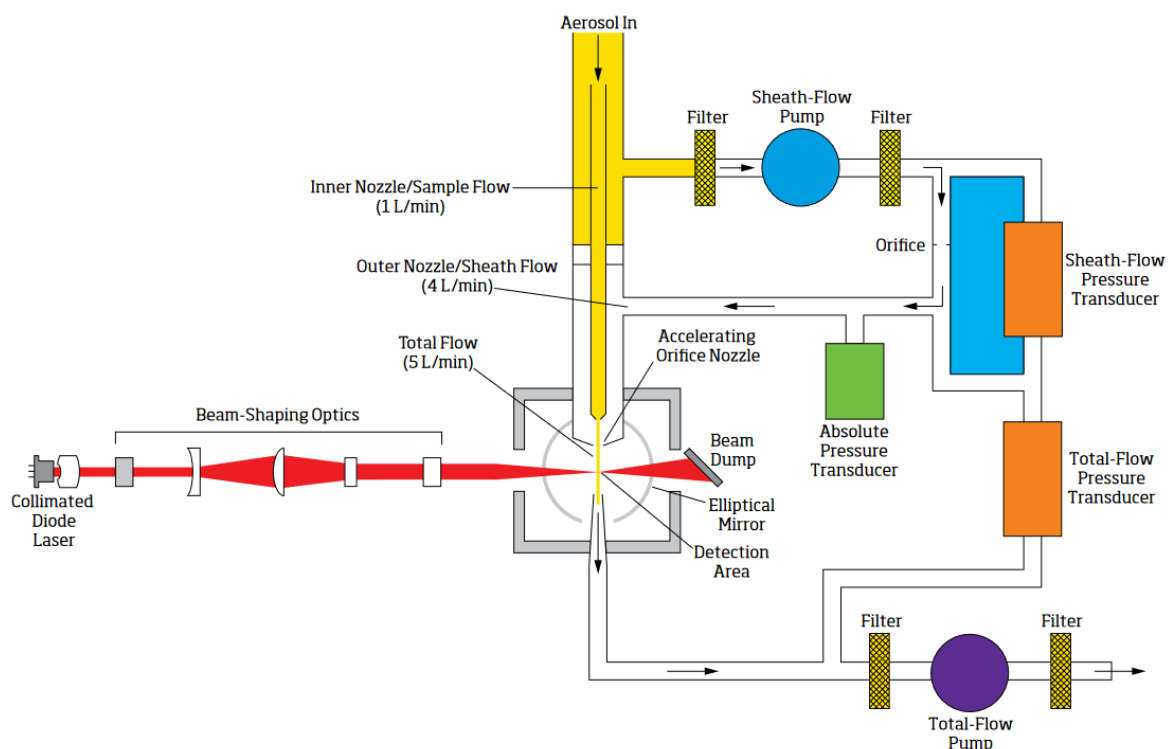 Aerosol In
Sheath-Flow
Pump
Filter
Filter
Inner Nozzle/Sample Flow
(1 L/min)
Orifice
Outer Nozzle/Sheath Flow
(4 L/min)
Sheath-Flow
Pressure
Transducer
Total Flow
(5 L/min)
Accelerating
Orifice Nozzle
Beam-Shaping Optics
Beam
Dump
Absolute
Pressure
Transducer
Total-Flow
Pressure
Transducer
Collimated
Diode
Laser
Elliptical
Mirror
Detection
Area
Filter
Filter
Total-Flow
Pump